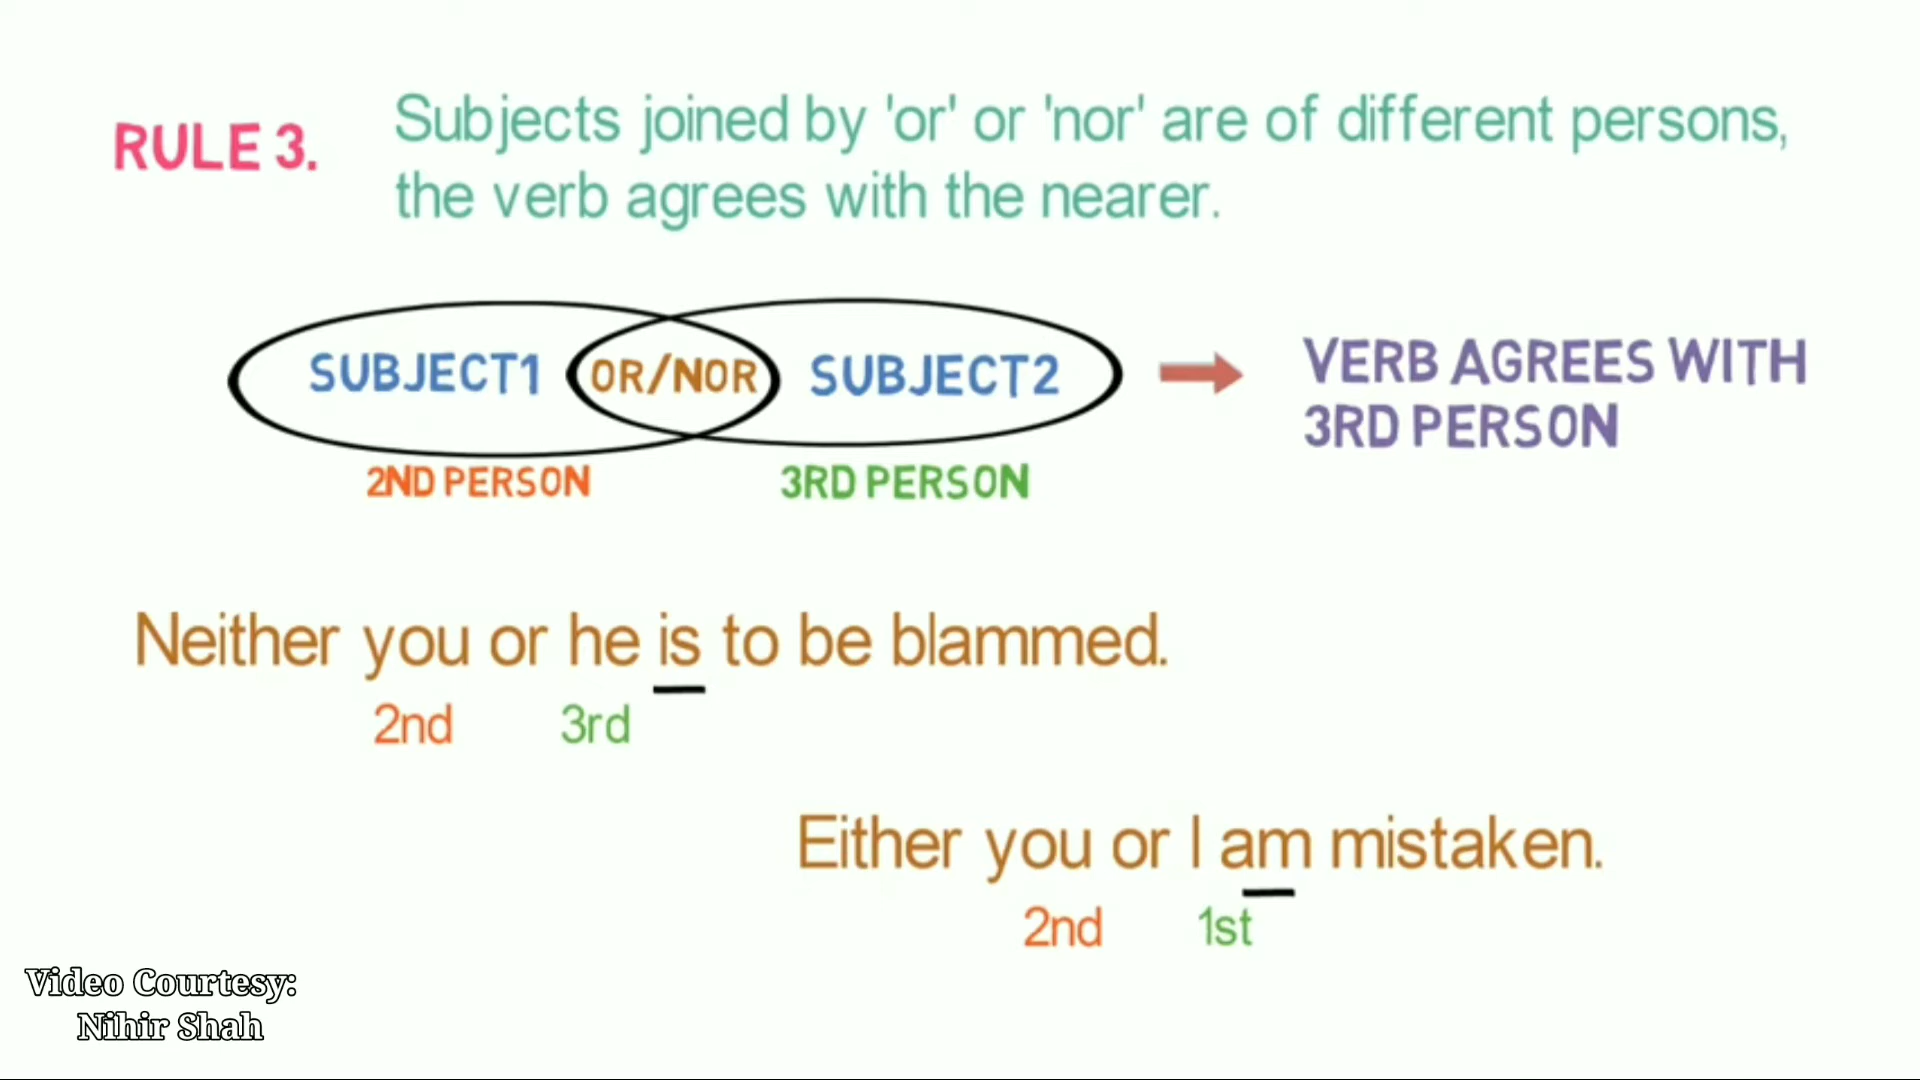 RULE 3.
Subjects joined by 'or' or 'nor' are of different persons,
the verb agrees with the nearer.
SUBJECT1 OR/NOR SUBJECT2
VERB AGREES WITH
3RD PERSON
2ND PERSON 3RD PERSON
Neither you or he is to be blammed.
2nd 3rd
Either you or I am mistaken.
2nd 1st
Video Courtesy:
Nihir Shah